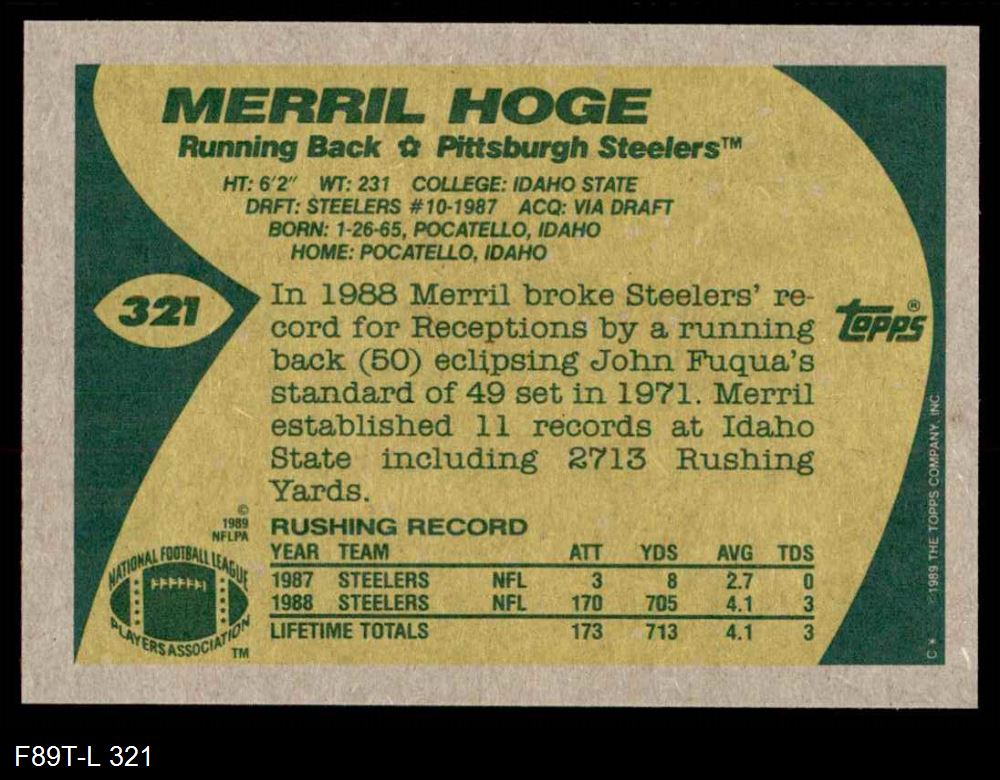 MERRIL HOGE
Running Back ✿ Pittsburgh Steelers™
HT: 6'2" WT: 231 COLLEGE: IDAHO STATE
DRFT: STEELERS #10-1987 ACQ: VIA DRAFT
BORN: 1-26-65, POCATELLO, IDAHO
HOME: POCATELLO, IDAHO
321
In 1988 Merril broke Steelers' re-
cord for Receptions by a running
back (50) eclipsing John Fuqua's
standard of 49 set in 1971. Merril
established 11 records at Idaho
State including 2713 Rushing
Yards.
topps®
©
1989
NFLPA
NATIONAL FOOTBALL LEAGUE
PLAYERS ASSOCIATION
TM
RUSHING RECORD
YEAR TEAM ATT YDS AVG TDS
1987 STEELERS NFL 3 8 2.7 0
1988 STEELERS NFL 170 705 4.1 3
LIFETIME TOTALS 173 713 4.1 3
C * ©1989 THE TOPPS COMPANY, INC
F89T-L 321